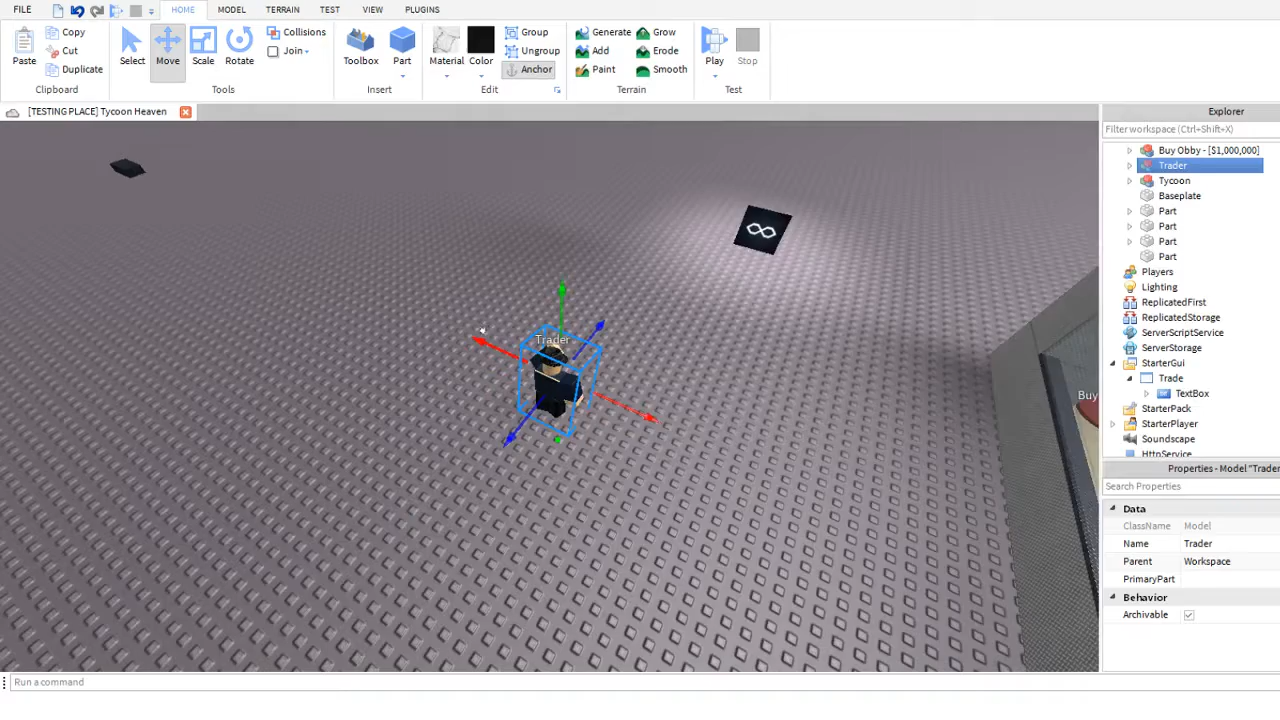 FILE HOME MODEL TERRAIN TEST VIEW PLUGINS
Paste
Copy
Cut
Duplicate
Clipboard
Select
Move
Scale
Rotate
Collisions
Join
Tools
Toolbox
Part
Insert
Material
Color
Group
Ungroup
Anchor
Edit
Generate
Grow
Add
Erode
Paint
Smooth
Terrain
Play
Stop
Test
[TESTING PLACE] Tycoon Heaven
Trader
Buy
Explorer
Filter workspace (Ctrl+Shift+X)
Buy Obby - [$1,000,000]
Trader
Tycoon
Baseplate
Part
Part
Part
Part
Players
Lighting
ReplicatedFirst
ReplicatedStorage
ServerScriptService
ServerStorage
StarterGui
Trade
TextBox
StarterPack
StarterPlayer
Soundscape
HttpService
Properties - Model "Trader
Search Properties
Data
ClassName Model
Name Trader
Parent Workspace
PrimaryPart
Behavior
Archivable
Run a command